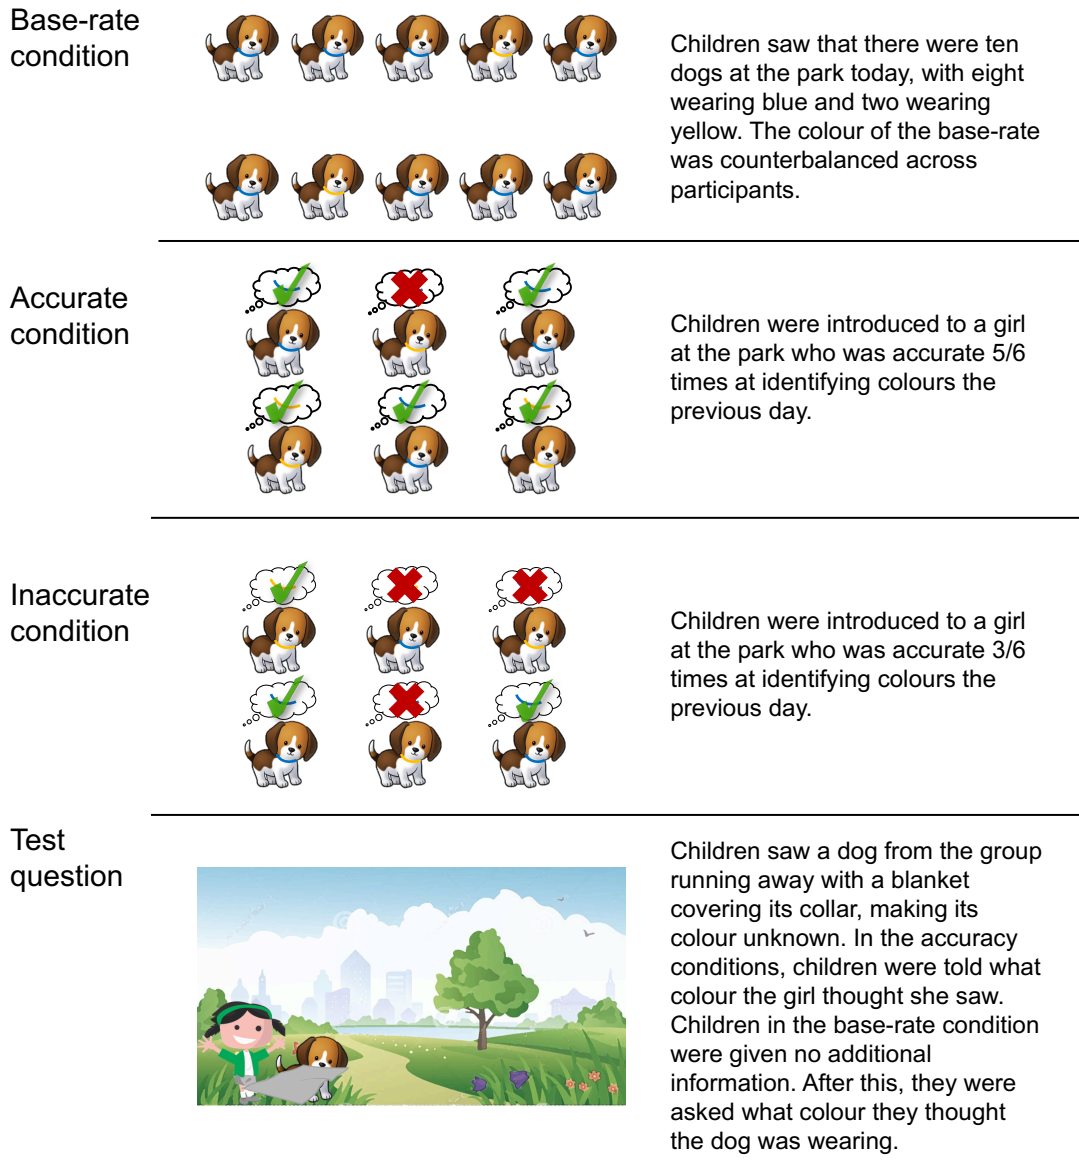 Base-rate
condition
Children saw that there were ten
dogs at the park today, with eight
wearing blue and two wearing
yellow. The colour of the base-rate
was counterbalanced across
participants.
Accurate
condition
Children were introduced to a girl
at the park who was accurate 5/6
times at identifying colours the
previous day.
Inaccurate
condition
Children were introduced to a girl
at the park who was accurate 3/6
times at identifying colours the
previous day.
Test
question
Children saw a dog from the group
running away with a blanket
covering its collar, making its
colour unknown. In the accuracy
conditions, children were told what
colour the girl thought she saw.
Children in the base-rate condition
were given no additional
information. After this, they were
asked what colour they thought
the dog was wearing.